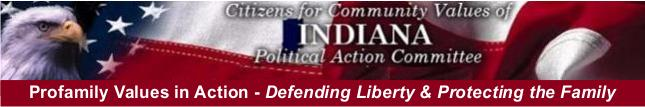 Citizens for Community Values of
INDIANA
Political Action Committee
Profamily Values in Action - Defending Liberty & Protecting the Family